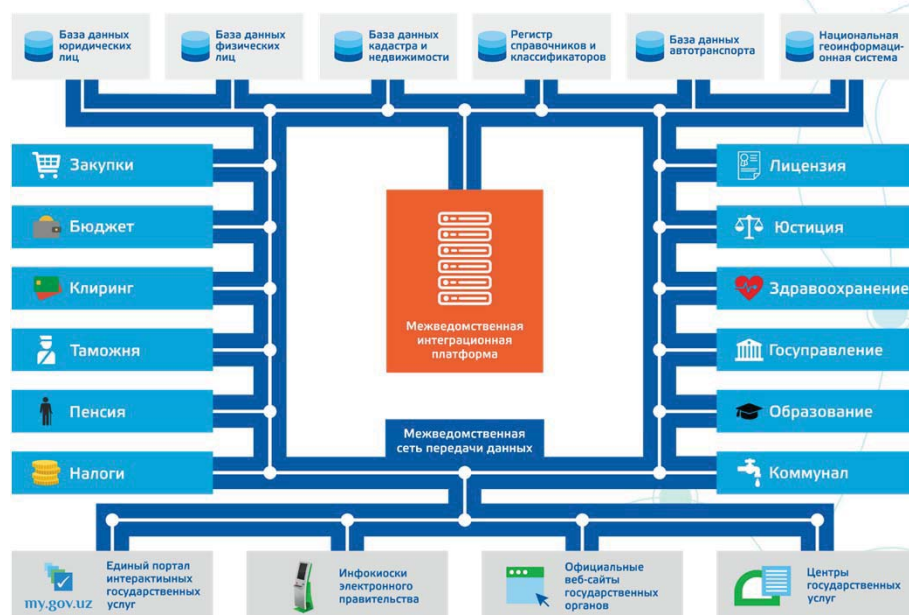 База данных
юридических
лиц
База данных
физических
лиц
База данных
кадастра и
недвижимости
Регистр
справочников и
классификаторов
База данных
автотранспорта
Национальная
геоинформаци-
онная система
Закупки
Бюджет
Клиринг
Таможня
Пенсия
Налоги
Межведомственная
интеграционная
платформа
Межведомственная
сеть передачи данных
Лицензия
Юстиция
Здравоохранение
Госуправление
Образование
Коммунал
my.gov.uz
Единый портал
интерактиыных
государственных
услуг
Инфокиоски
электронного
правительства
Официальные
веб-сайты
государственных
органов
Центры
государственных
услуг